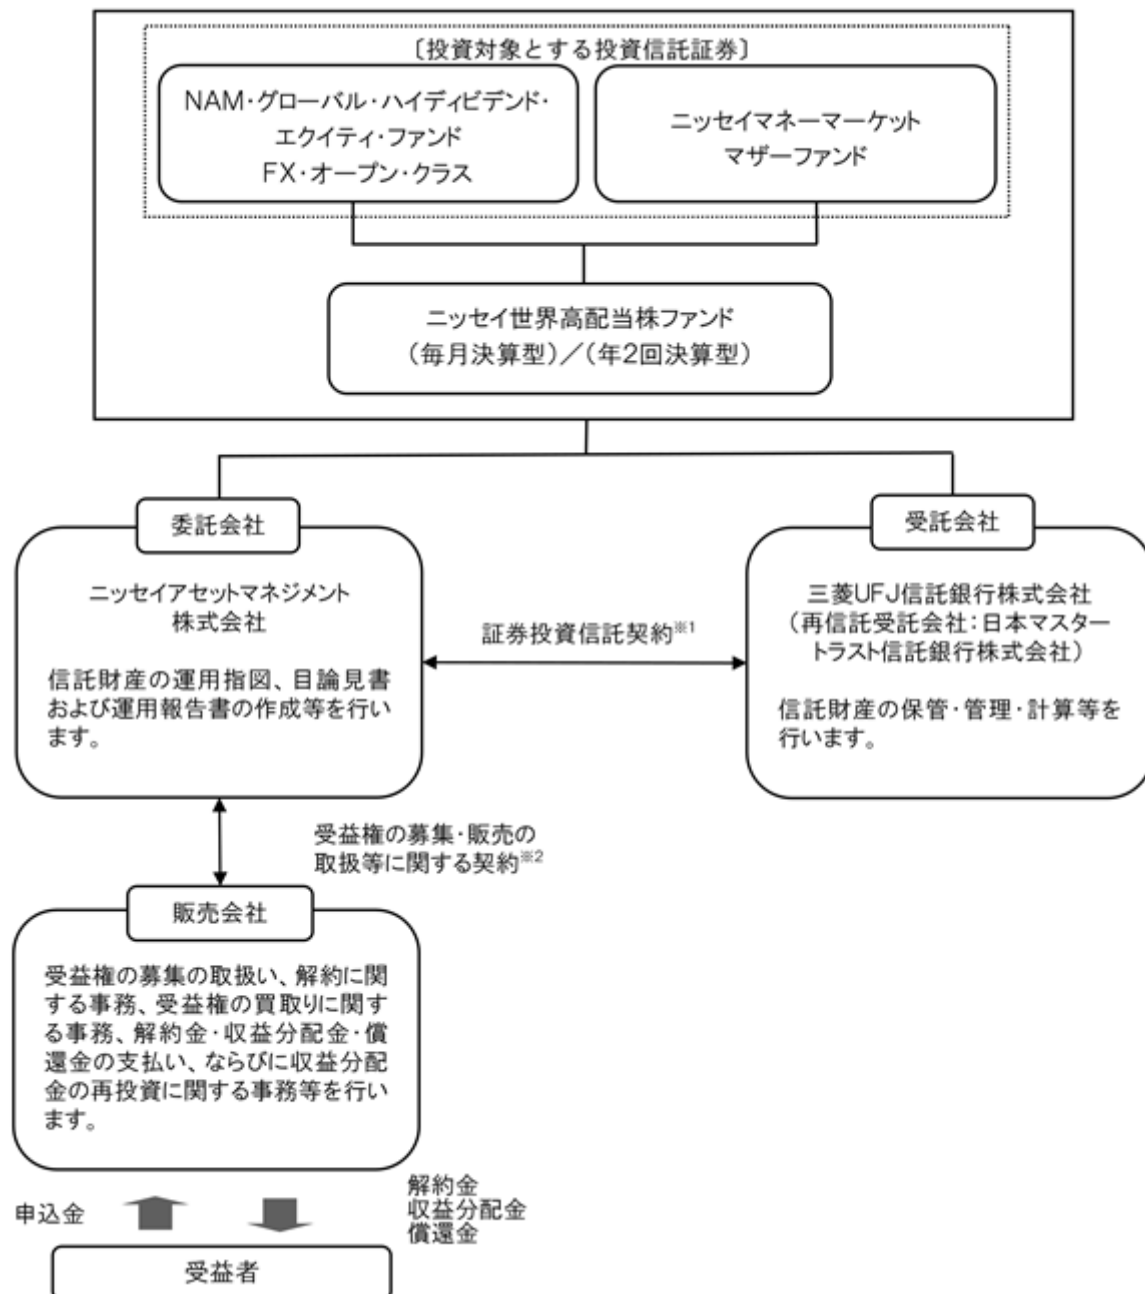 〔投資対象とする投資信託証券〕
NAM・グローバル・ハイディビデンド・
エクイティ・ファンド
FX・オープン・クラス
ニッセイマネーマーケット
マザーファンド
ニッセイ世界高配当株ファンド
（毎月決算型）／（年2回決算型）
委託会社
ニッセイアセットマネジメント
株式会社
信託財産の運用指図、目論見書
および運用報告書の作成等を行い
ます。
証券投資信託契約※1
受託会社
三菱UFJ信託銀行株式会社
（再信託受託会社：日本マスター
トラスト信託銀行株式会社）
信託財産の保管・管理・計算等を
行います。
受益権の募集・販売の
取扱等に関する契約※2
販売会社
受益権の募集の取扱い、解約に関
する事務、受益権の買取りに関す
る事務、解約金・収益分配金・償
還金の支払い、ならびに収益分配
金の再投資に関する事務等を行い
ます。
申込金
解約金
収益分配金
償還金
受益者